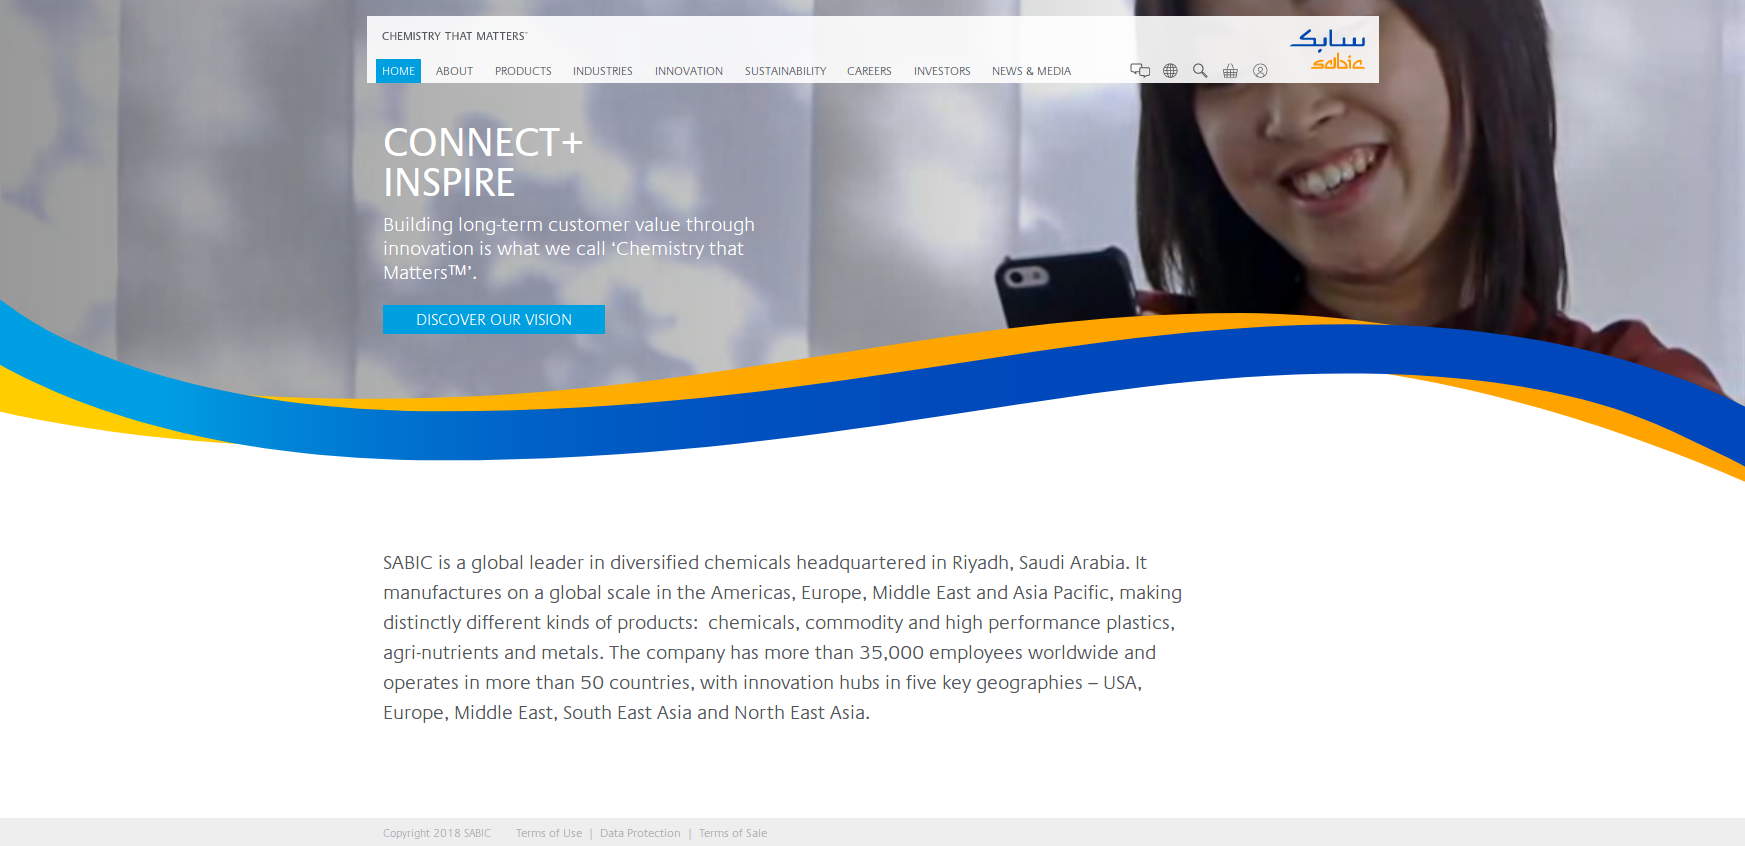 CHEMISTRY THAT MATTERS™
سابك
sabic
HOME ABOUT PRODUCTS INDUSTRIES INNOVATION SUSTAINABILITY CAREERS INVESTORS NEWS & MEDIA
CONNECT+
INSPIRE
Building long-term customer value through
innovation is what we call ‘Chemistry that
Matters™’.
DISCOVER OUR VISION
SABIC is a global leader in diversified chemicals headquartered in Riyadh, Saudi Arabia. It
manufactures on a global scale in the Americas, Europe, Middle East and Asia Pacific, making
distinctly different kinds of products:  chemicals, commodity and high performance plastics,
agri-nutrients and metals. The company has more than 35,000 employees worldwide and
operates in more than 50 countries, with innovation hubs in five key geographies – USA,
Europe, Middle East, South East Asia and North East Asia.
Copyright 2018 SABIC Terms of Use | Data Protection | Terms of Sale